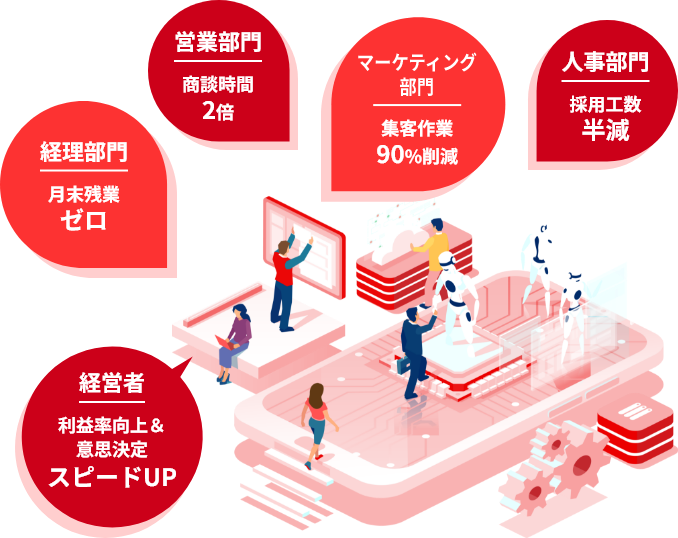 営業部門
商談時間
2倍
マーケティング
部門
集客作業
90%削減
人事部門
採用工数
半減
経理部門
月末残業
ゼロ
経営者
利益率向上＆
意思決定
スピードUP